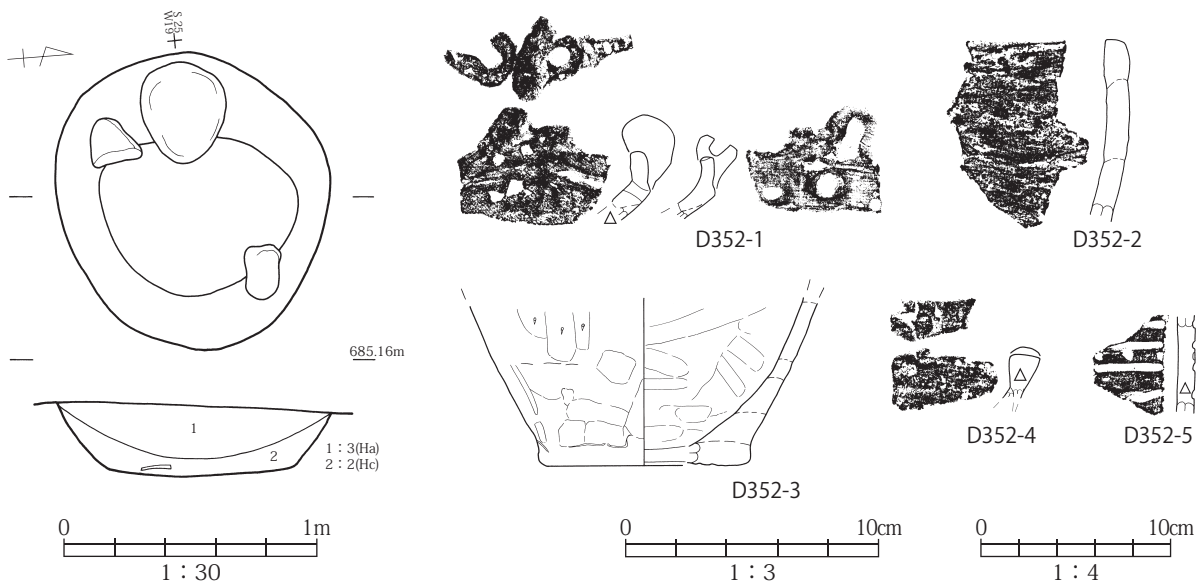 S 25
W19
685.16m
1
2
1：3(Ha)
2：2(Hc)
0 1m
1：30
D352-1
D352-2
D352-3
D352-4
D352-5
0 10cm
1：3
0 10cm
1：4